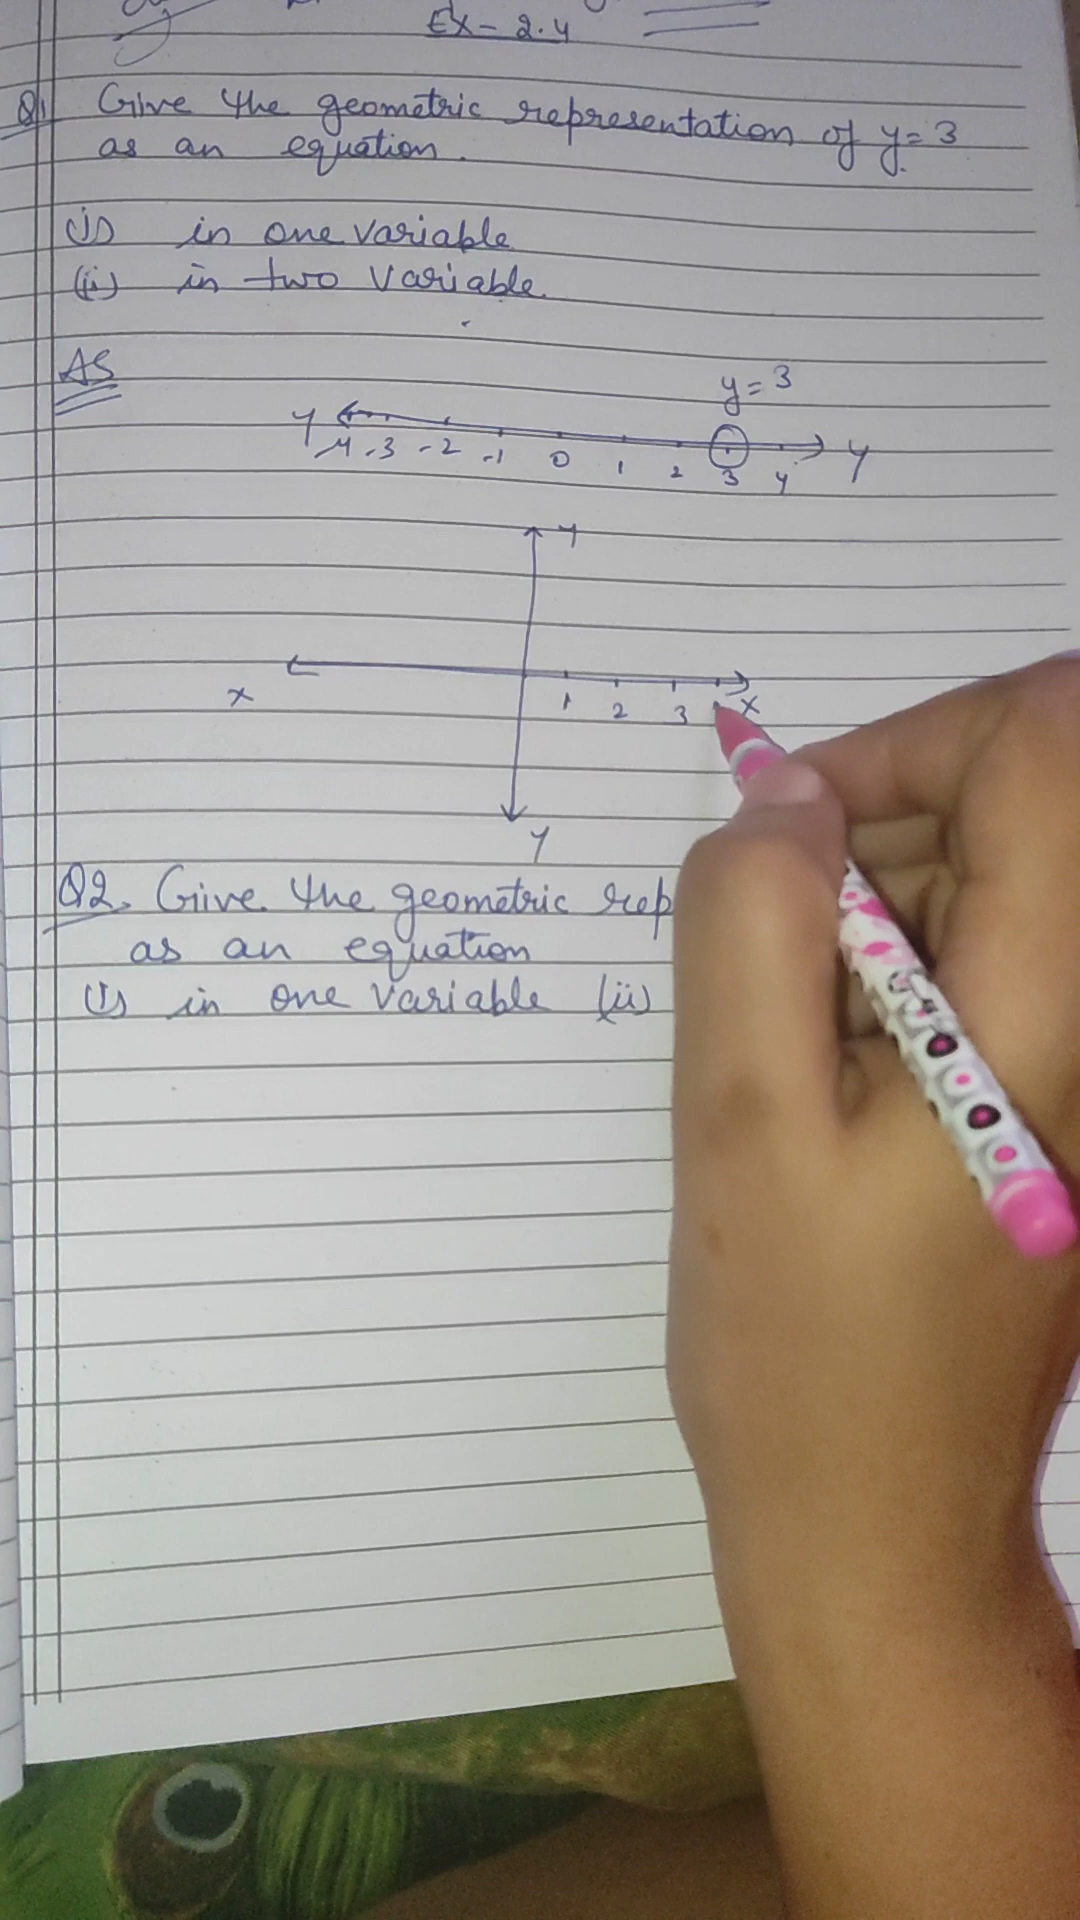 Ex - 2.4
Q1 Give the geometric representation of y = 3
as an equation.
(i) in one variable
(ii) in two variable.
AS
y = 3
Y Y
-4 -3 -2 -1 0 1 2 3 4
Y
X 1 2 3 X
Y
Q2. Give the geometric rep
as an equation
(i) in one variable (ii)